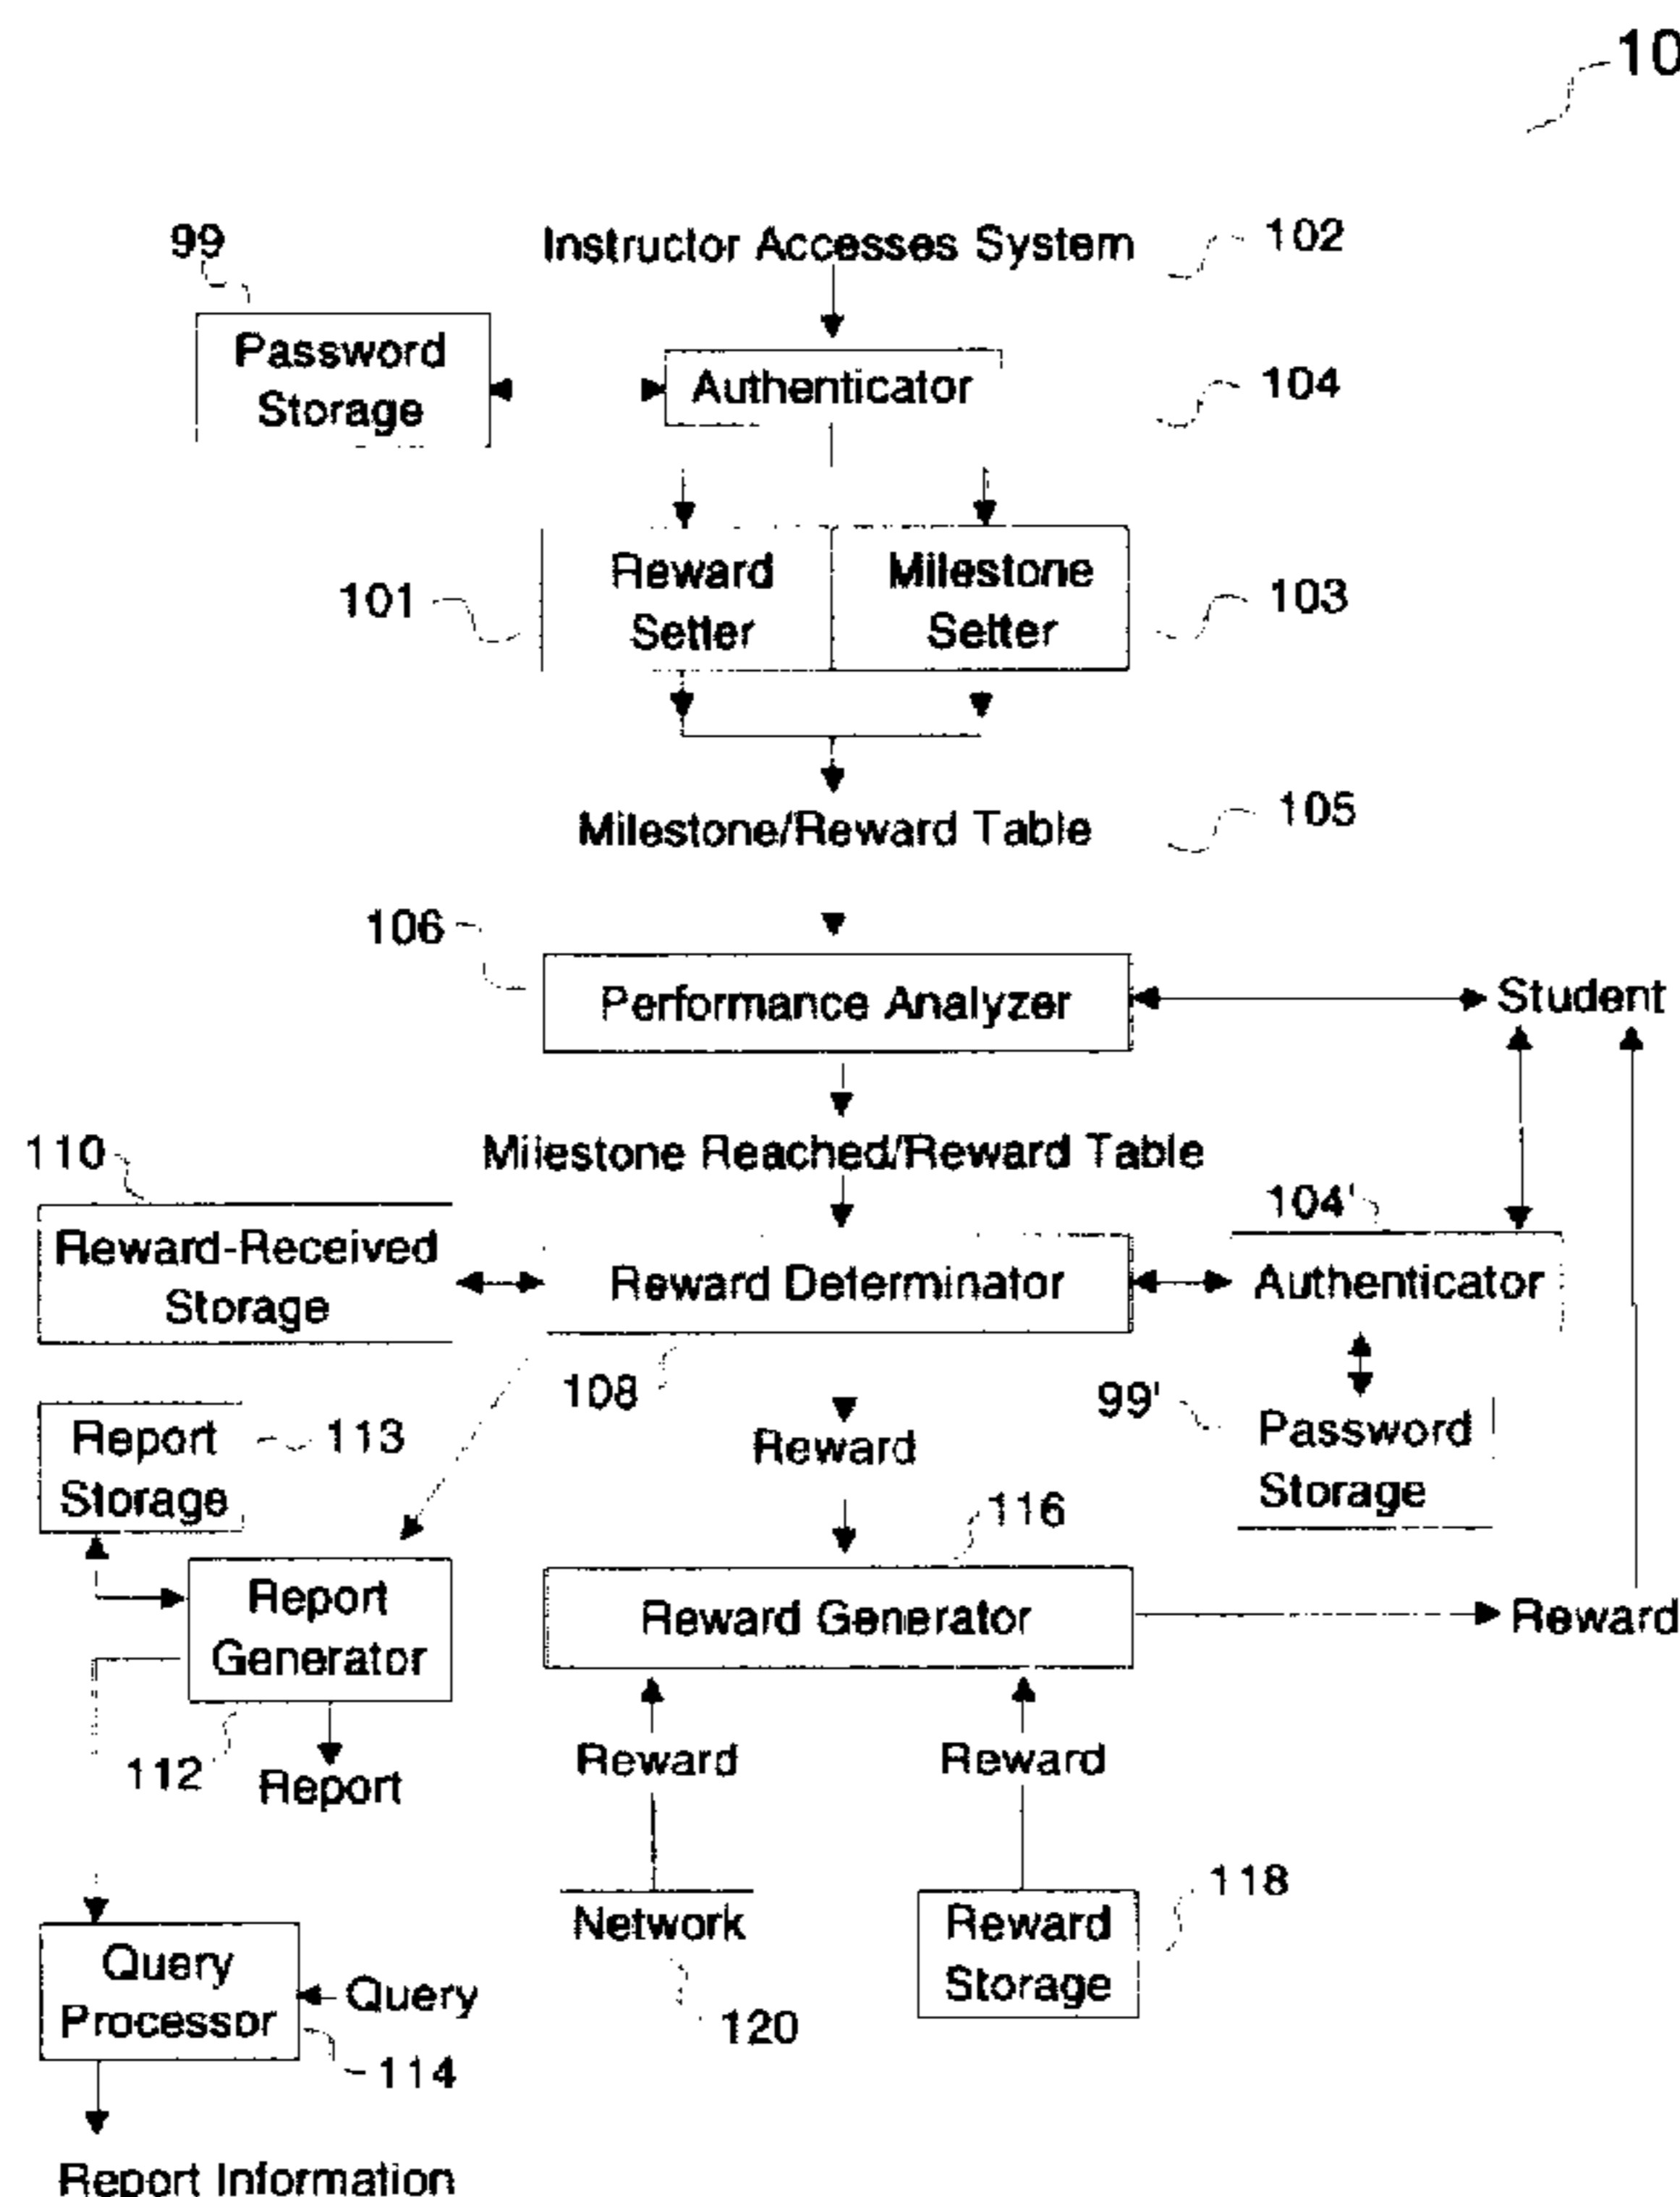 10
99
Instructor Accesses System
102
Password
Storage
Authenticator
104
101
Reward
Setter
Milestone
Setter
103
Milestone/Reward Table
105
106
Performance Analyzer
Student
110
Milestone Reached/Reward Table
104'
Reward-Received
Storage
Reward Determinator
Authenticator
108
99'
Report
Storage
113
Reward
Password
Storage
116
Report
Generator
Reward Generator
Reward
112
Report
Reward
Reward
118
Network
Reward
Storage
120
Query
Processor
Query
114
Report Information